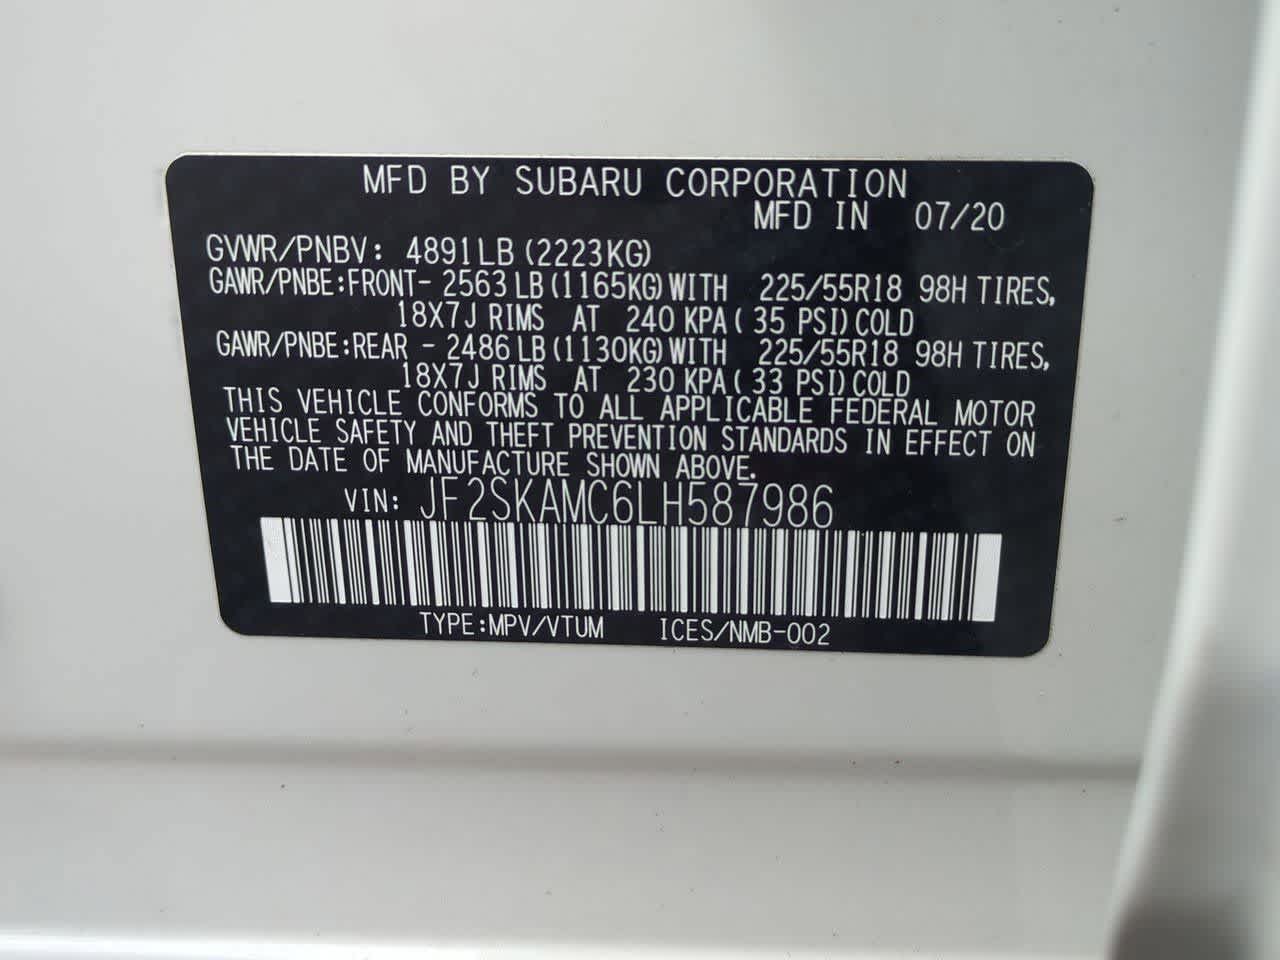 MFD BY SUBARU CORPORATION
MFD IN 07/20
GVWR/PNBV: 4891LB (2223KG)
GAWR/PNBE:FRONT- 2563 LB (1165KG) WITH 225/55R18 98H TIRES,
18X7J RIMS AT 240 KPA ( 35 PSI) COLD
GAWR/PNBE:REAR - 2486 LB (1130KG) WITH 225/55R18 98H TIRES,
18X7J RIMS AT 230 KPA ( 33 PSI) COLD
THIS VEHICLE CONFORMS TO ALL APPLICABLE FEDERAL MOTOR
VEHICLE SAFETY AND THEFT PREVENTION STANDARDS IN EFFECT ON
THE DATE OF MANUFACTURE SHOWN ABOVE.
VIN: JF2SKAMC6LH587986
TYPE:MPV/VTUM ICES/NMB-002